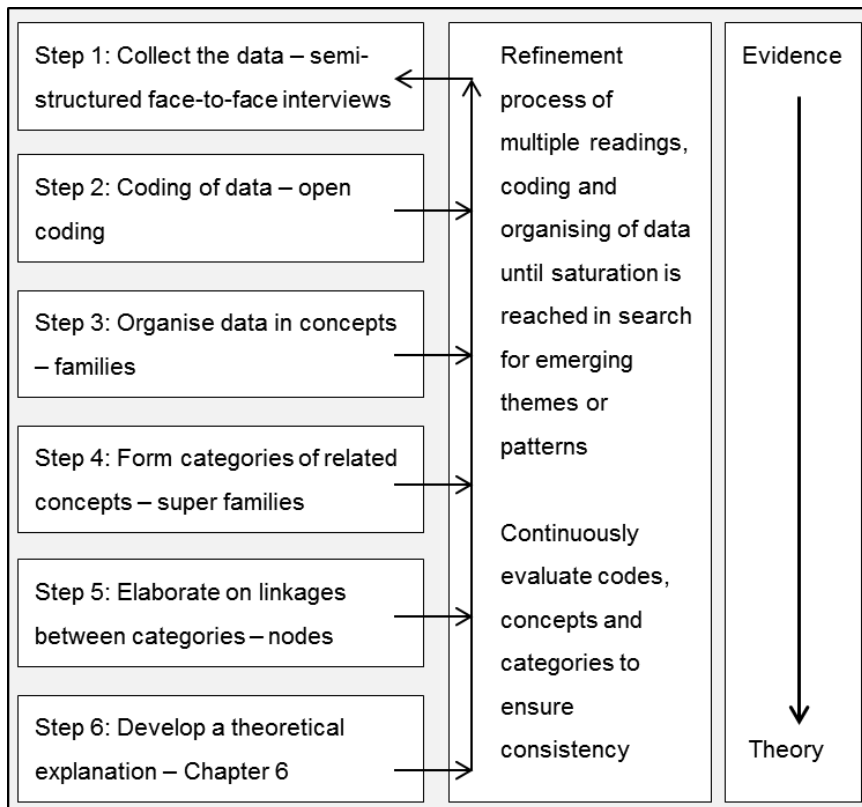 Step 1: Collect the data – semi-
structured face-to-face interviews
Step 2: Coding of data – open
coding
Step 3: Organise data in concepts
– families
Step 4: Form categories of related
concepts – super families
Step 5: Elaborate on linkages
between categories – nodes
Step 6: Develop a theoretical
explanation – Chapter 6
Refinement
process of
multiple readings,
coding and
organising of data
until saturation is
reached in search
for emerging
themes or
patterns
Continuously
evaluate codes,
concepts and
categories to
ensure
consistency
Evidence
Theory